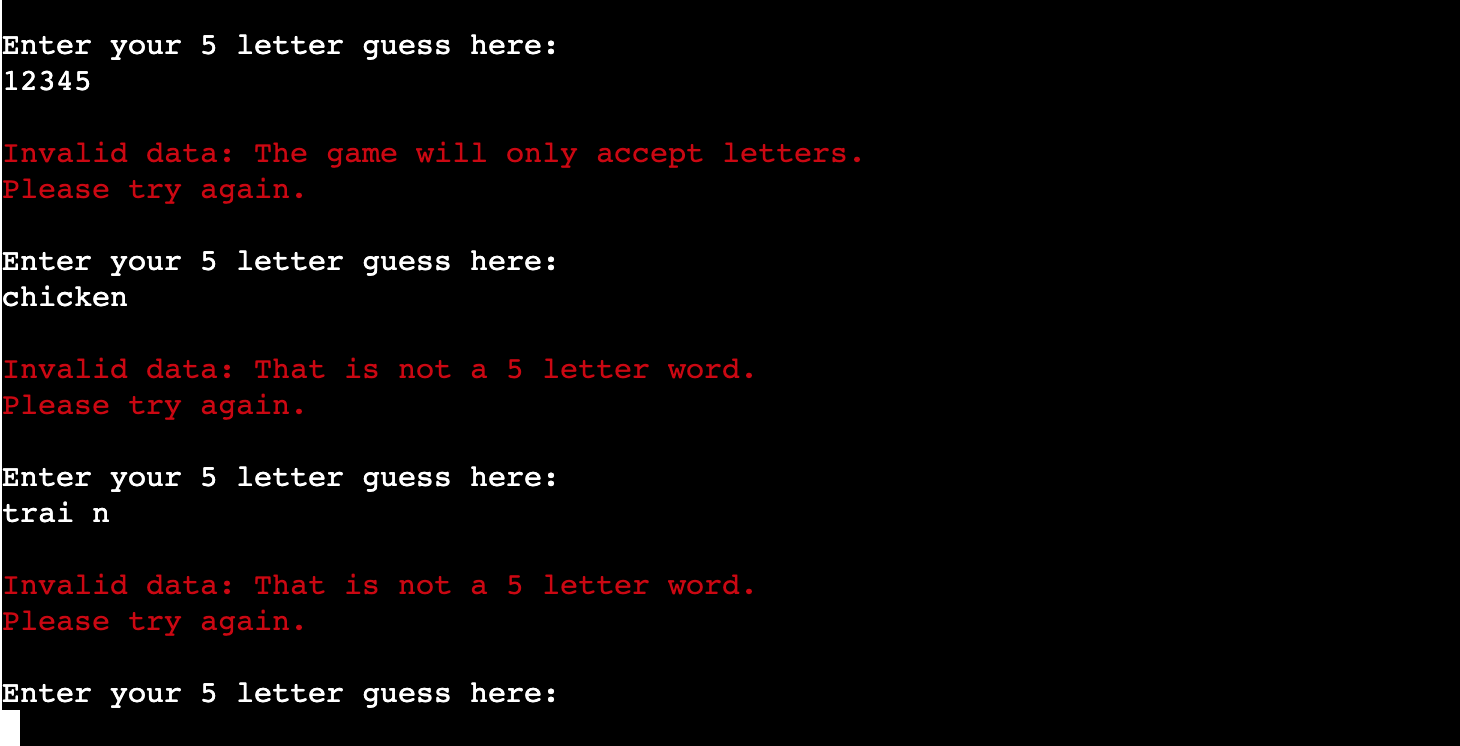 Enter your 5 letter guess here:
12345
Invalid data: The game will only accept letters.
Please try again.
Enter your 5 letter guess here:
chicken
Invalid data: That is not a 5 letter word.
Please try again.
Enter your 5 letter guess here:
trai n
Invalid data: That is not a 5 letter word.
Please try again.
Enter your 5 letter guess here: